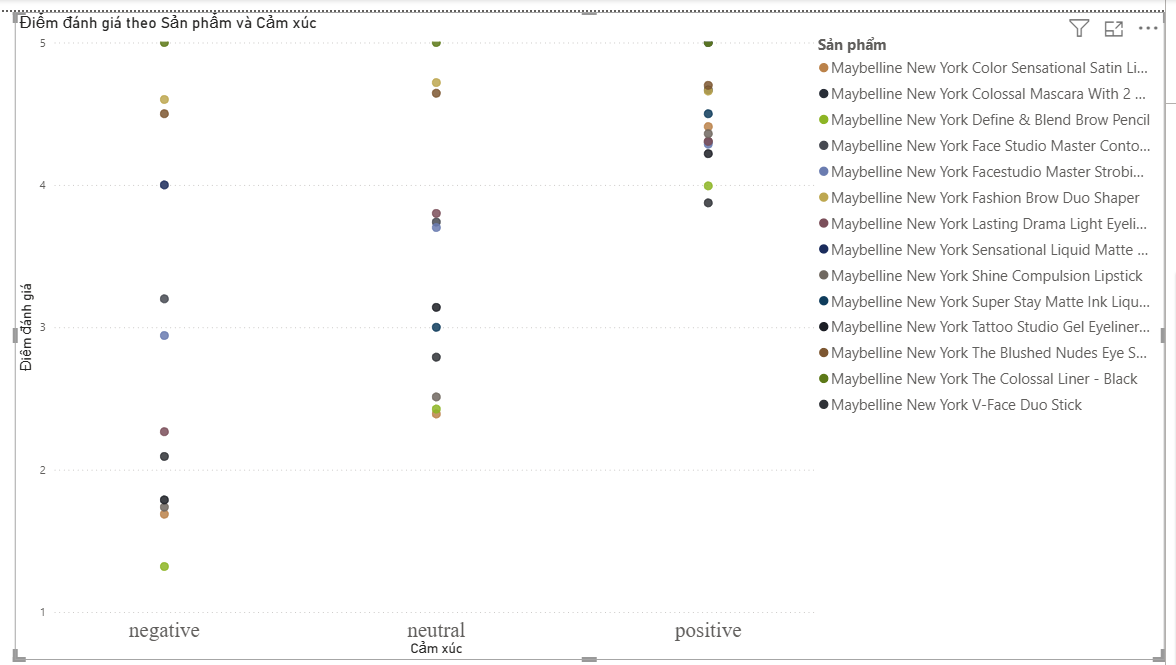 Điểm đánh giá theo Sản phẩm và Cảm xúc
Điểm đánh giá
5
4
3
2
1
negative neutral positive
Cảm xúc
Sản phẩm
Maybelline New York Color Sensational Satin Li...
Maybelline New York Colossal Mascara With 2 ...
Maybelline New York Define & Blend Brow Pencil
Maybelline New York Face Studio Master Conto...
Maybelline New York Facestudio Master Strobi...
Maybelline New York Fashion Brow Duo Shaper
Maybelline New York Lasting Drama Light Eyeli...
Maybelline New York Sensational Liquid Matte ...
Maybelline New York Shine Compulsion Lipstick
Maybelline New York Super Stay Matte Ink Liqu...
Maybelline New York Tattoo Studio Gel Eyeliner...
Maybelline New York The Blushed Nudes Eye S...
Maybelline New York The Colossal Liner - Black
Maybelline New York V-Face Duo Stick